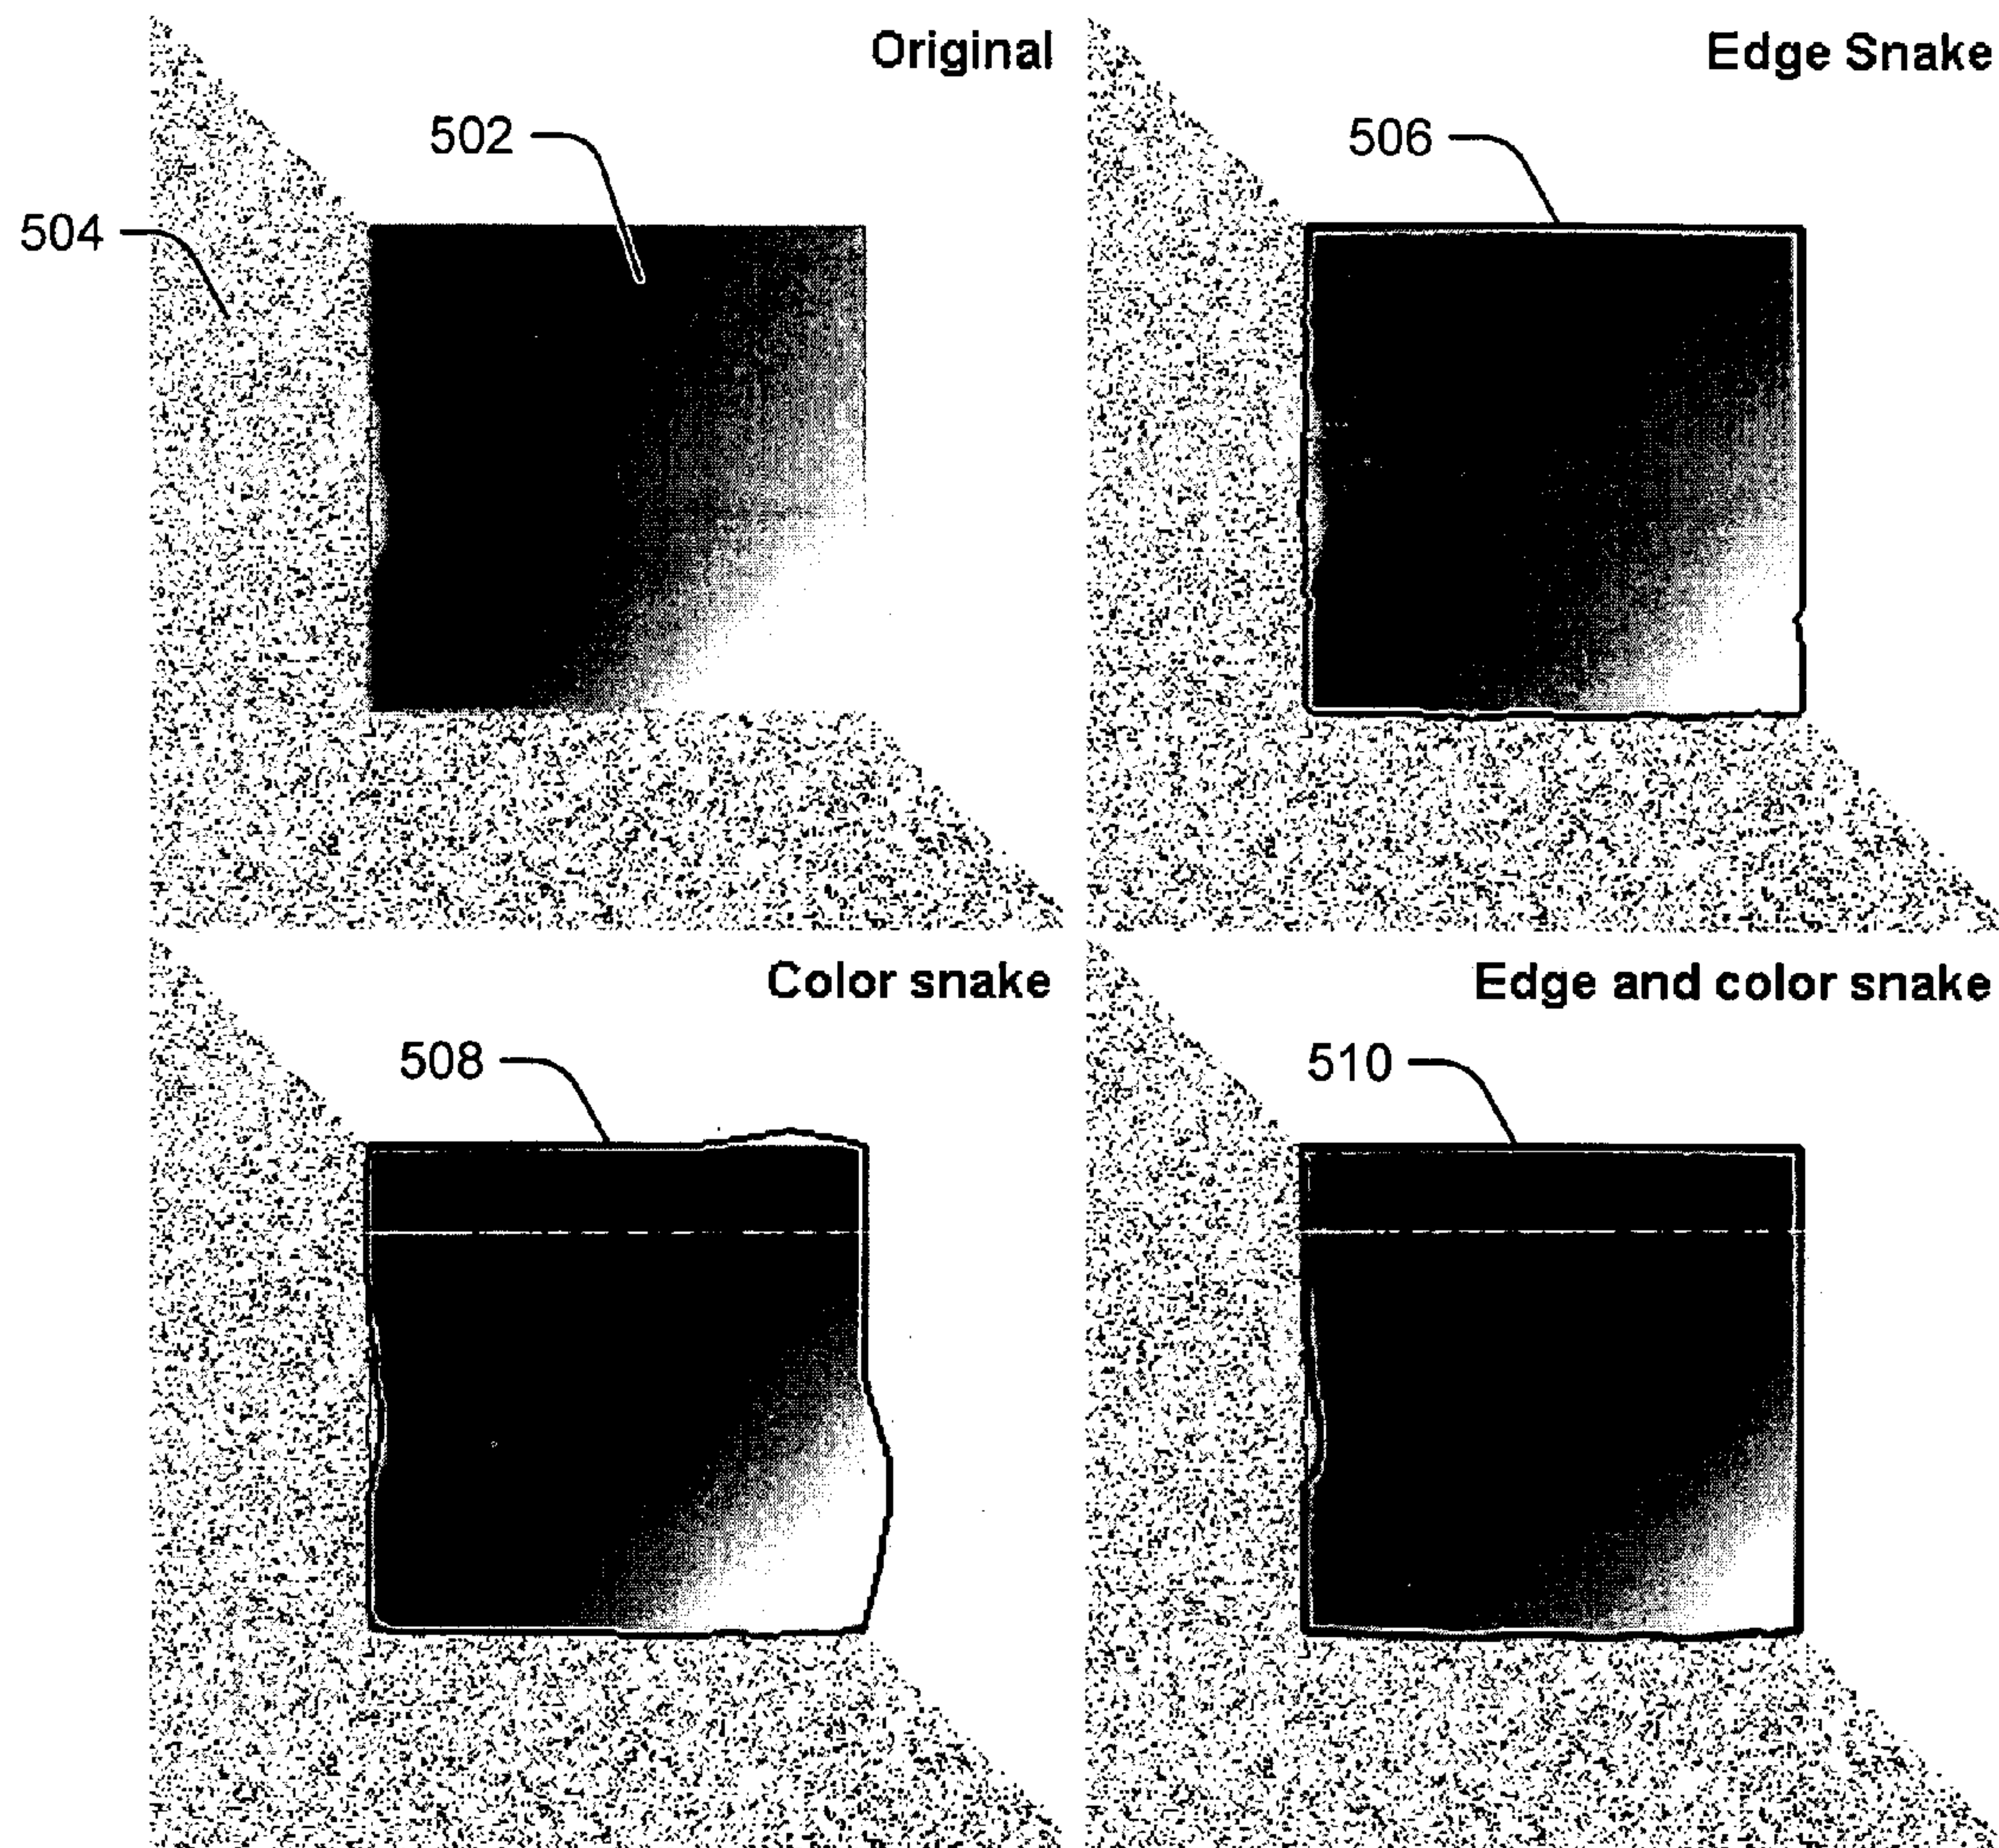 Original
502
504
Edge Snake
506
Color snake
508
Edge and color snake
510